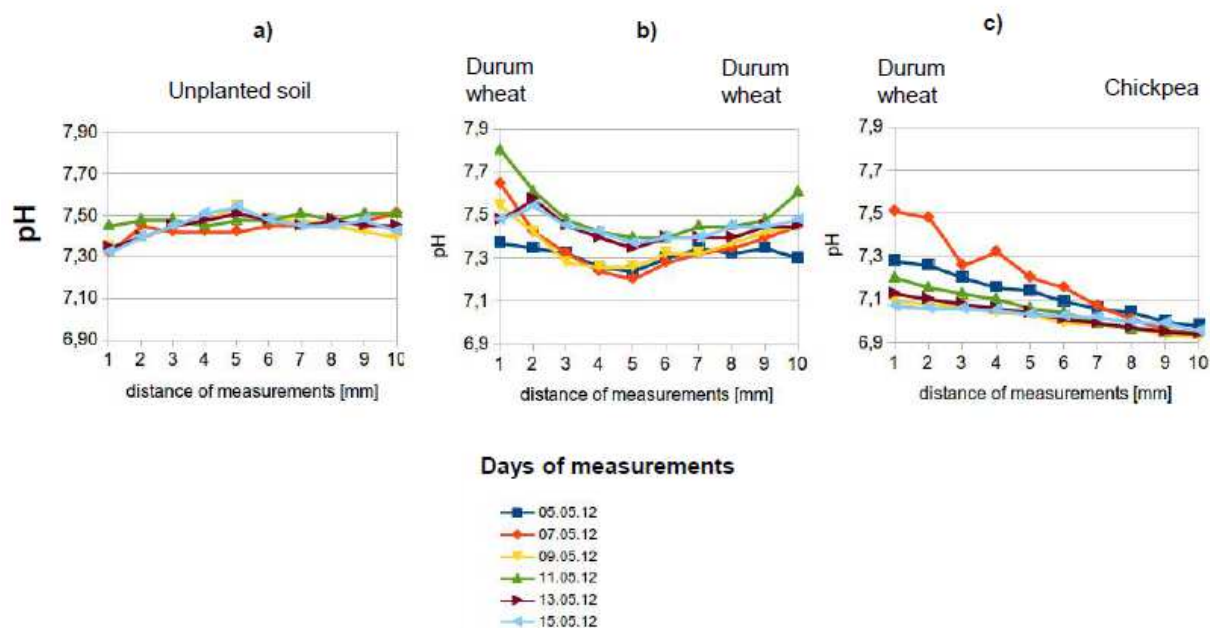 a)
Unplanted soil
pH
7,90
7,70
7,50
7,30
7,10
6,90
1 2 3 4 5 6 7 8 9 10
distance of measurements [mm]
b)
Durum
wheat
Durum
wheat
pH
7,9
7,7
7,5
7,3
7,1
6,9
1 2 3 4 5 6 7 8 9 10
distance of measurements [mm]
c)
Durum
wheat
Chickpea
pH
7,9
7,7
7,5
7,3
7,1
6,9
1 2 3 4 5 6 7 8 9 10
distance of measurements [mm]
Days of measurements
05.05.12
07.05.12
09.05.12
11.05.12
13.05.12
15.05.12